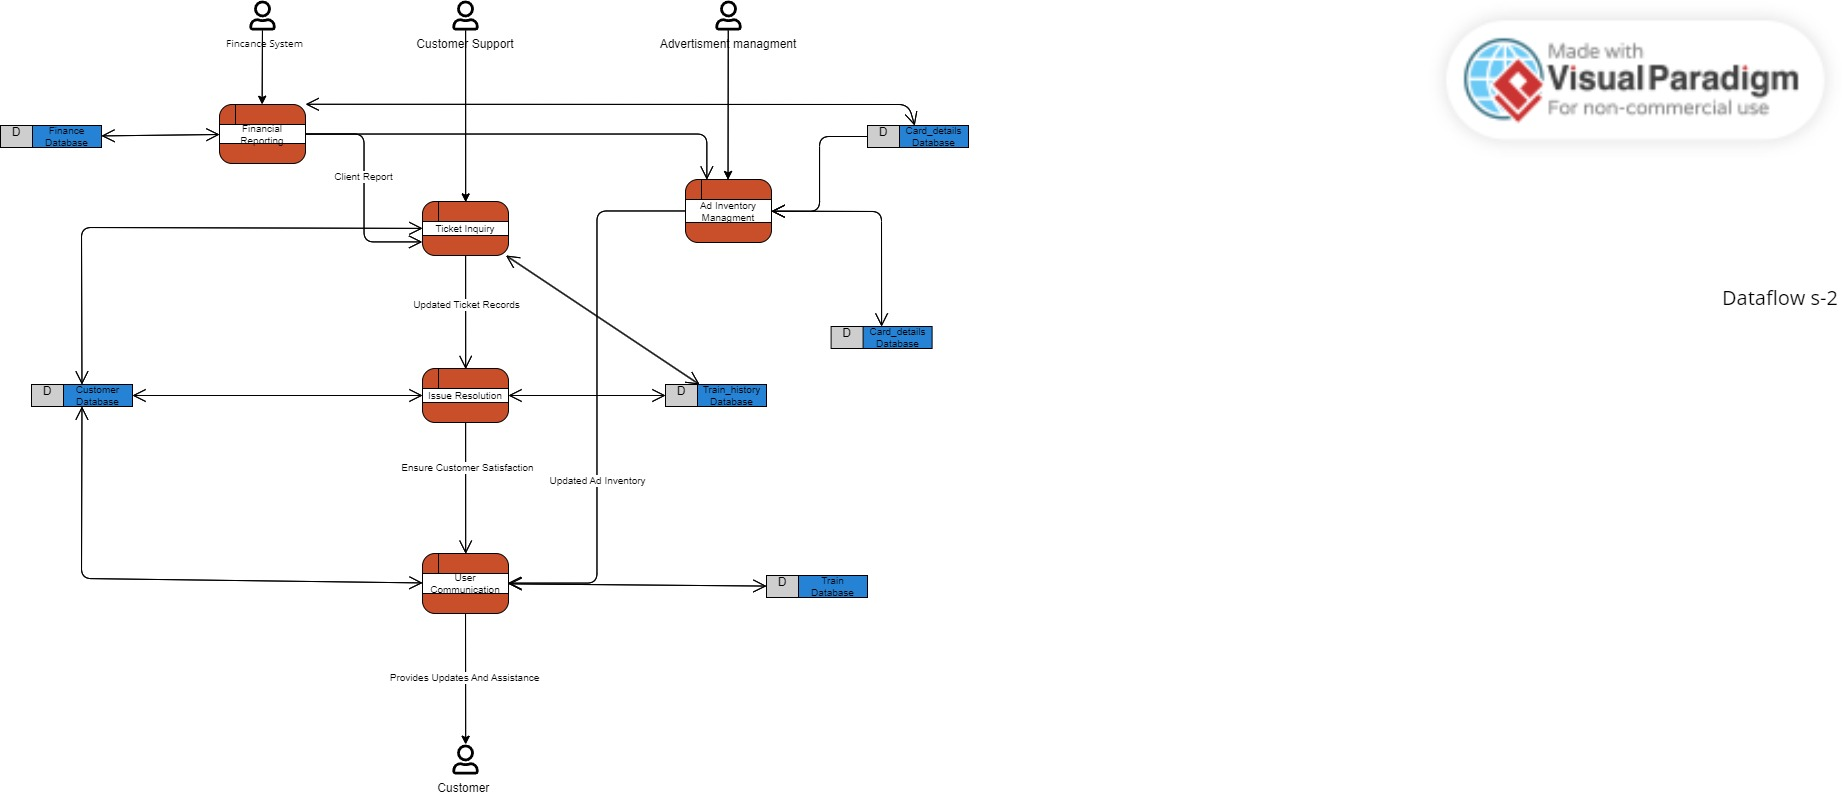 Fincance System
Customer Support
Advertisment managment
Made with
Visual Paradigm
For non-commercial use
D
Finance
Database
Financial
Reporting
D
Card_details
Database
Client Report
Ad Inventory
Managment
Ticket Inquiry
Dataflow s-2
Updated Ticket Records
D
Card_details
Database
D
Customer
Database
Issue Resolution
D
Train_history
Database
Ensure Customer Satisfaction
Updated Ad Inventory
User
Communication
D
Train
Database
Provides Updates And Assistance
Customer